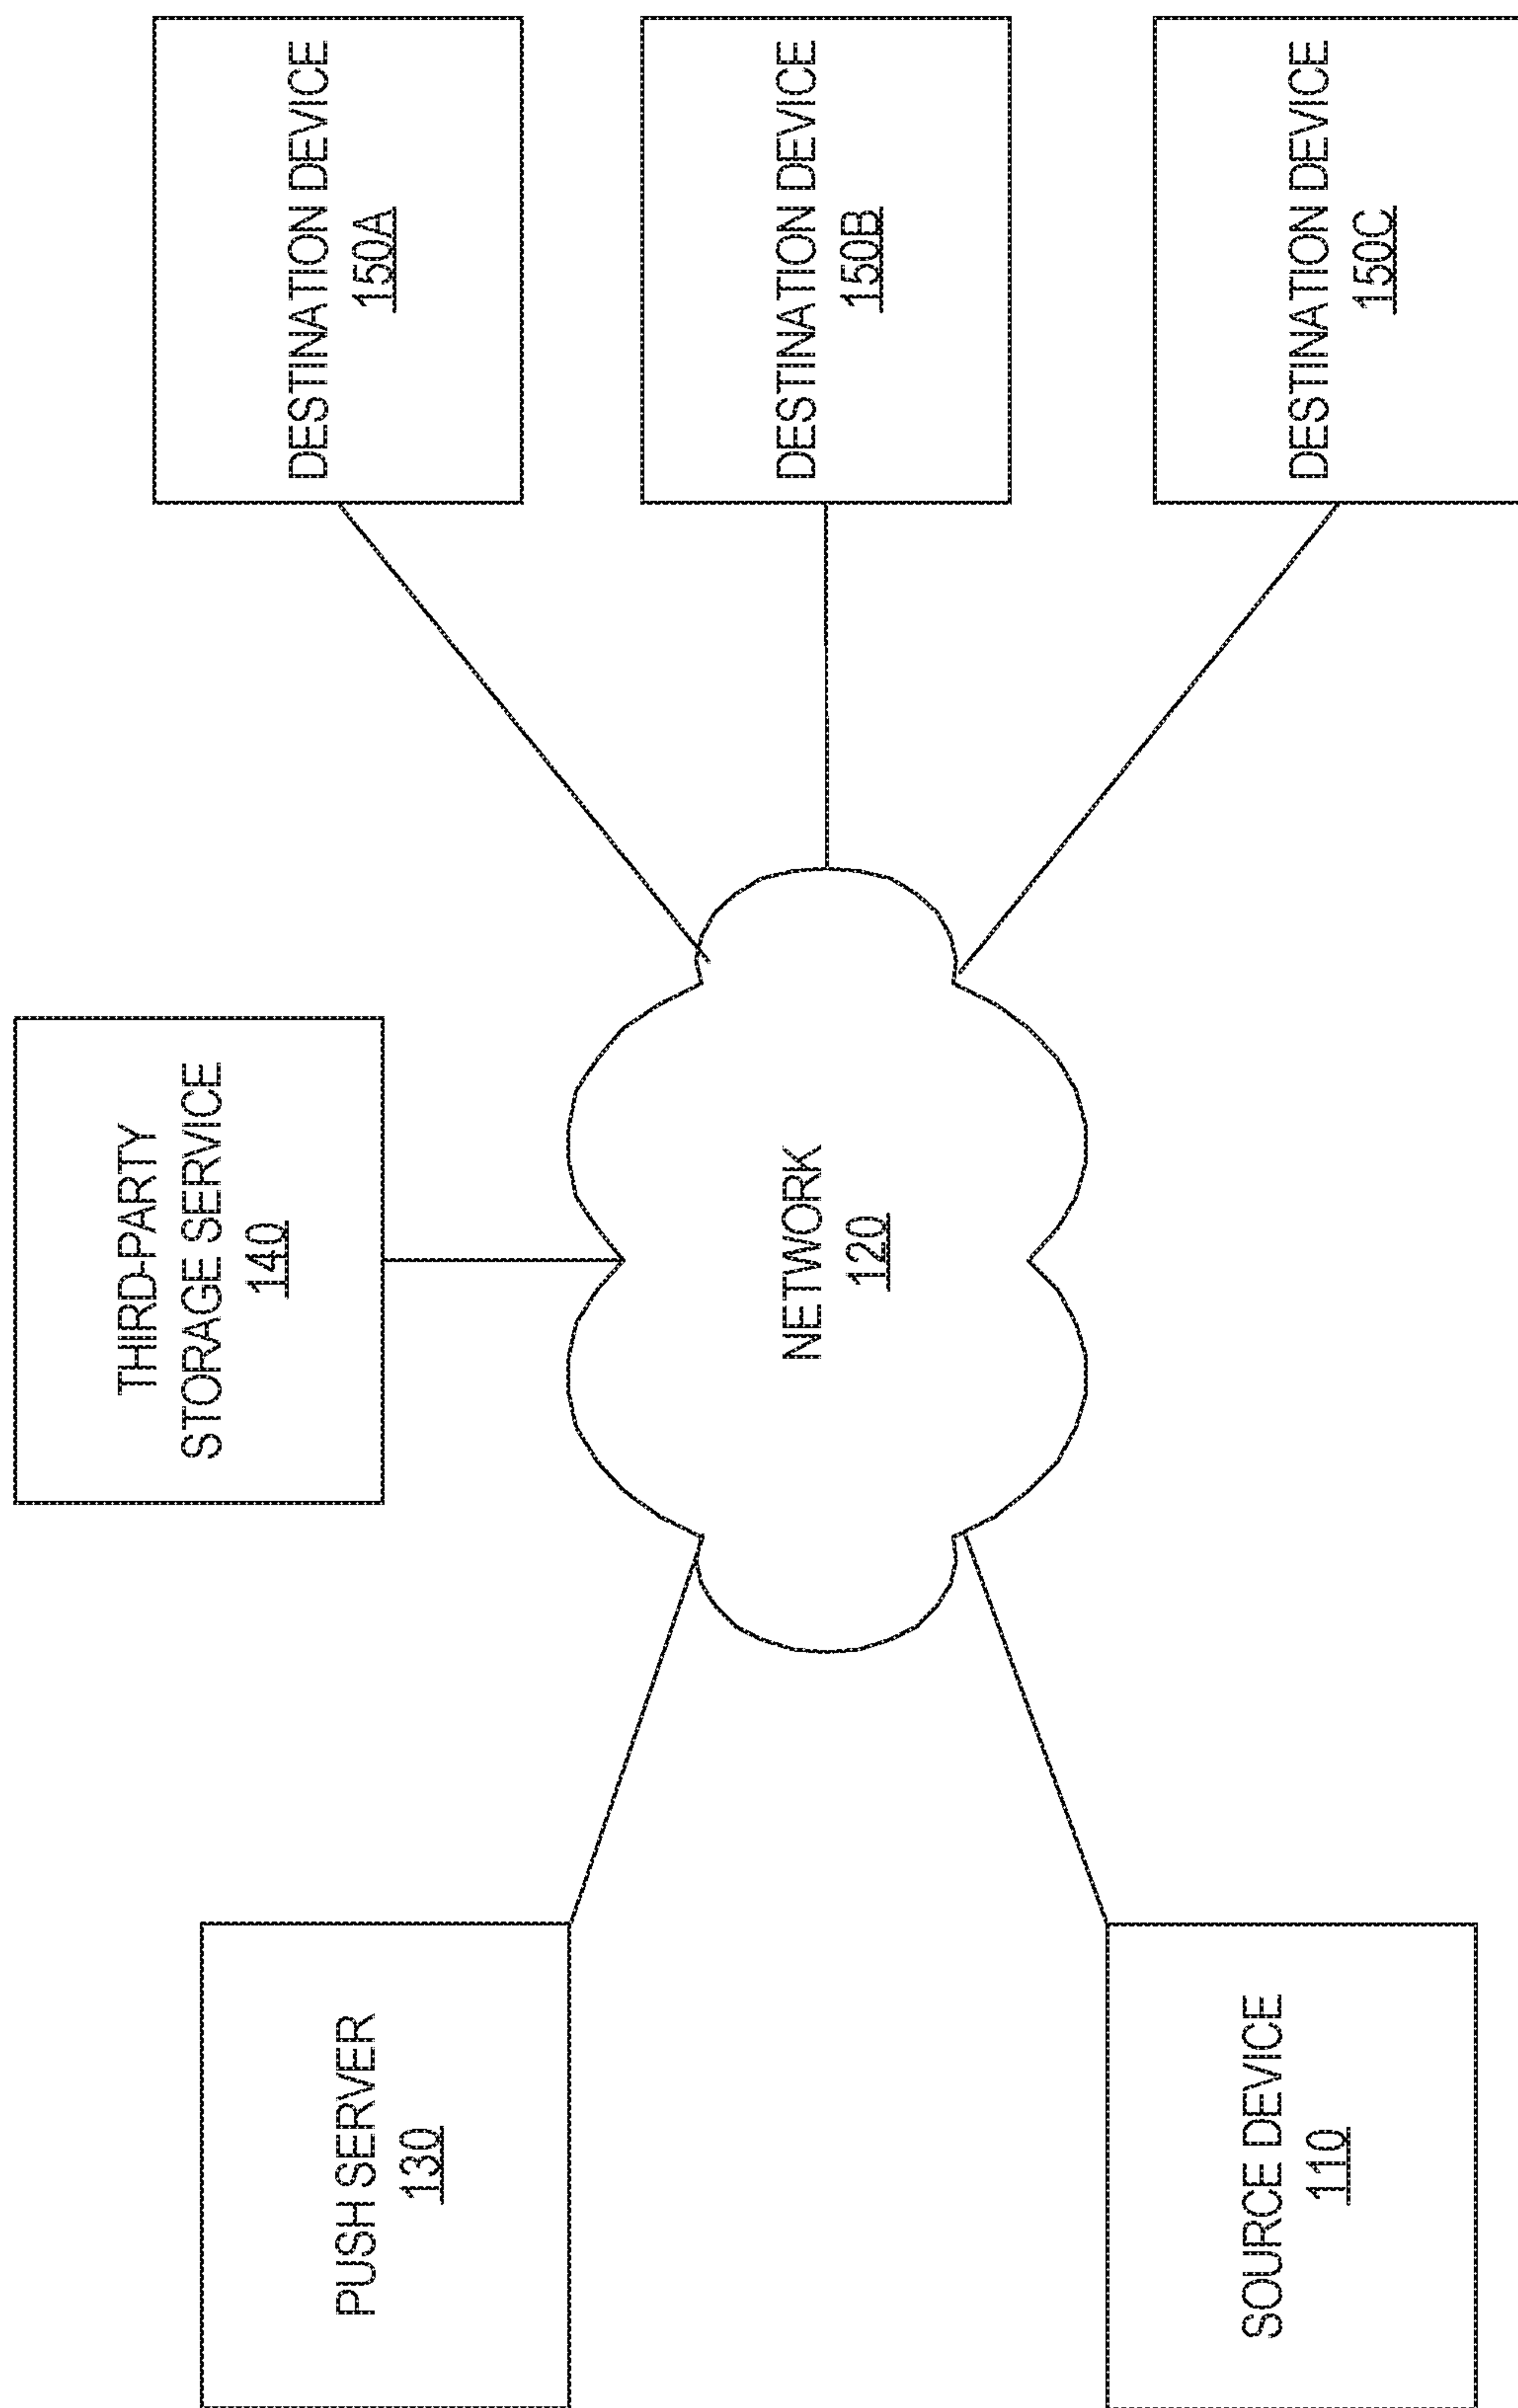 THIRD-PARTY
STORAGE SERVICE
140
PUSH SERVER
130
DESTINATION DEVICE
150A
NETWORK
120
DESTINATION DEVICE
150B
SOURCE DEVICE
110
DESTINATION DEVICE
150C